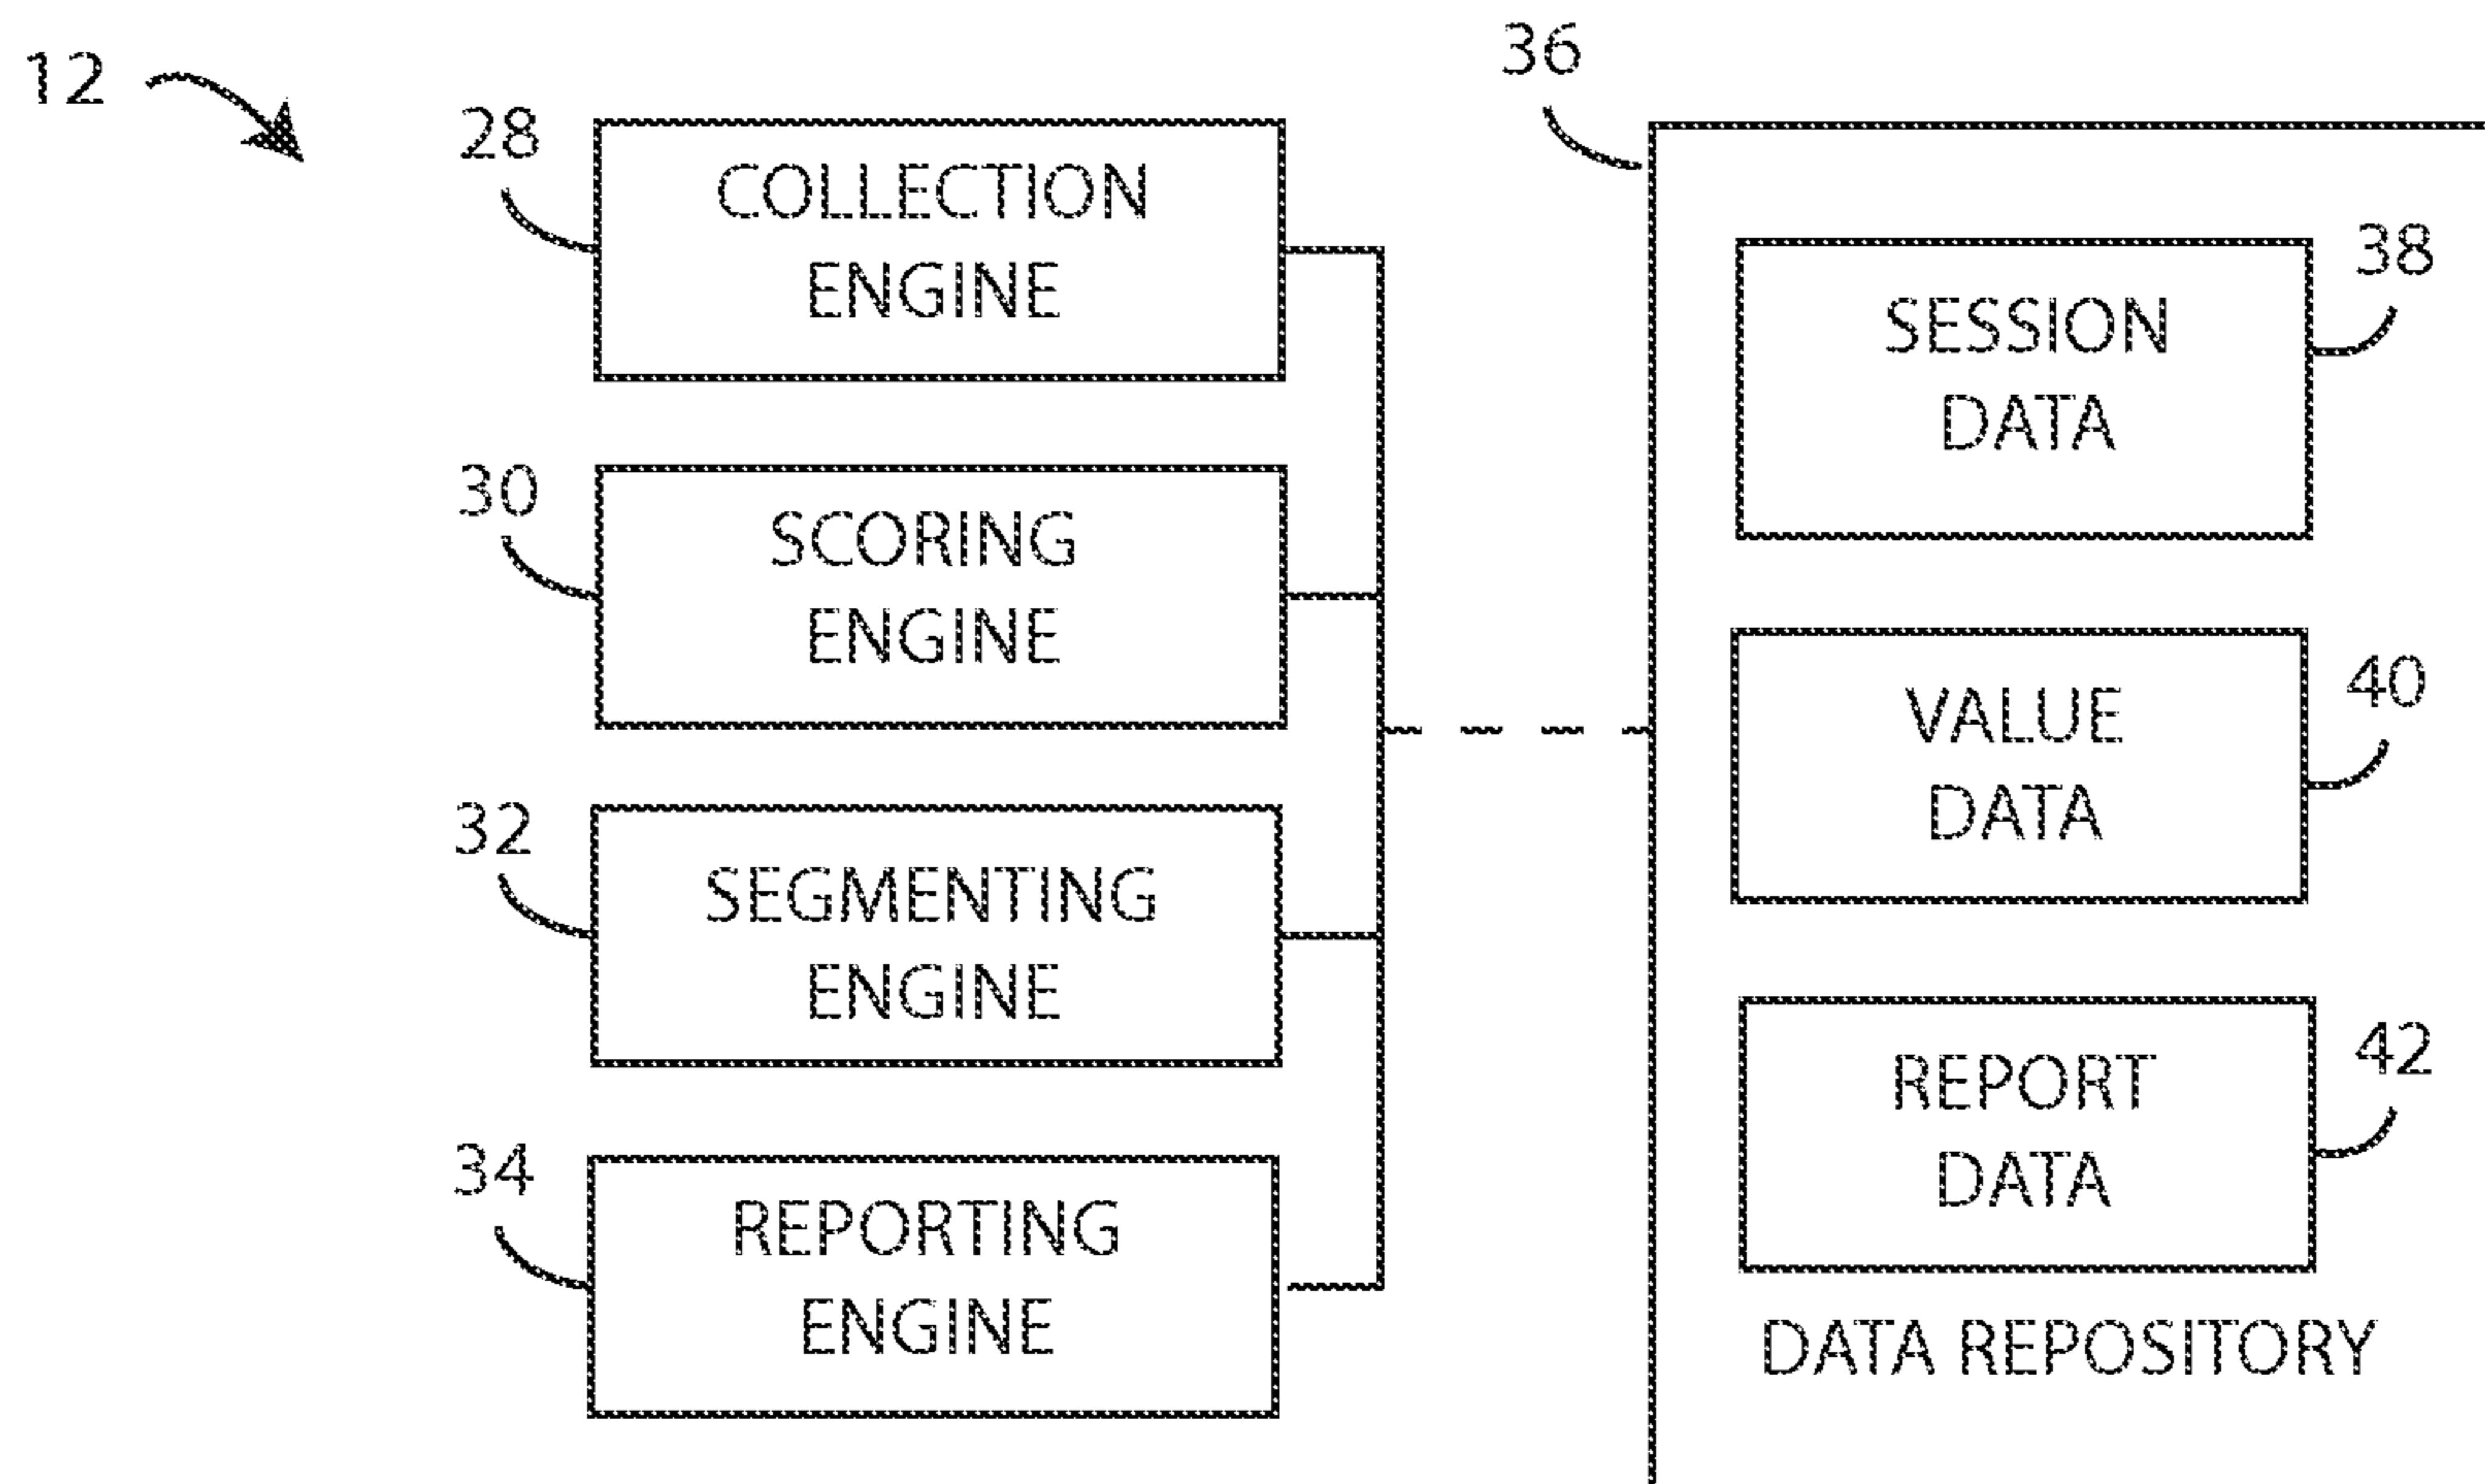 12
28
COLLECTION
ENGINE
30
SCORING
ENGINE
32
SEGMENTING
ENGINE
34
REPORTING
ENGINE
36
SESSION
DATA
38
VALUE
DATA
40
REPORT
DATA
42
DATA REPOSITORY